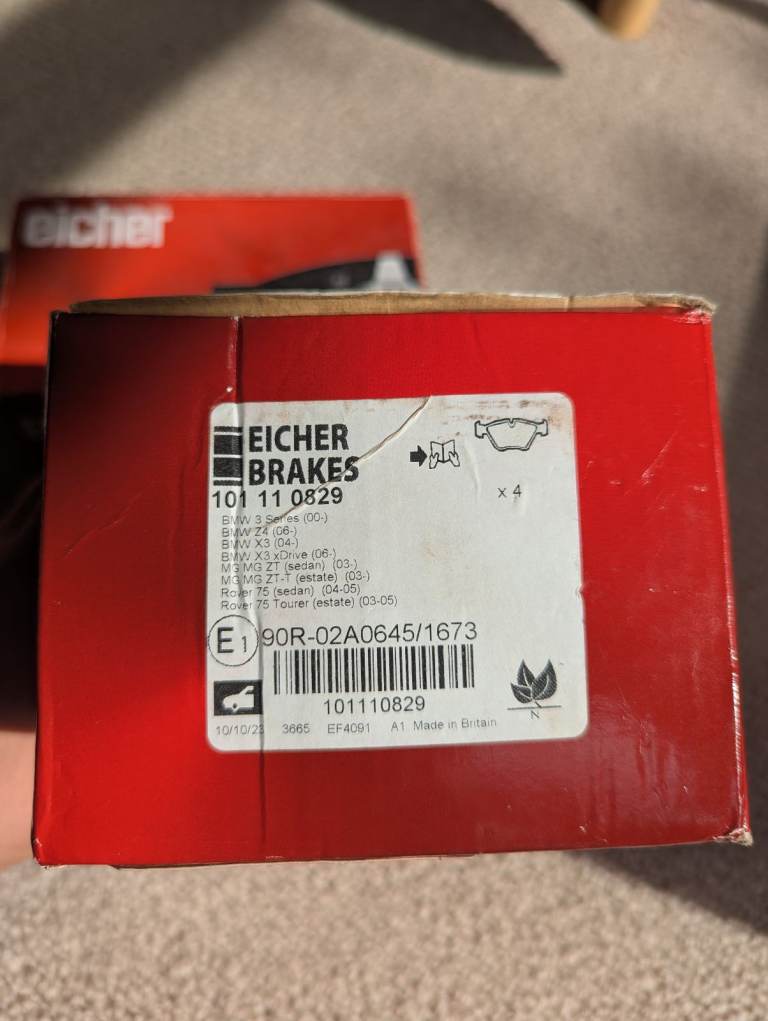 eicher
EICHER
BRAKES
101 11 0829
x 4
BMW 3 Series (00-)
BMW Z4 (06-)
BMW X3 (04-)
BMW X3 xDrive (06-)
MG MG ZT (sedan) (03-)
MG MG ZT-T (estate) (03-)
Rover 75 (sedan) (04-05)
Rover 75 Tourer (estate) (03-05)
E1 90R-02A0645/1673
101110829
N
10/10/23 3665 EF4091 A1 Made in Britain